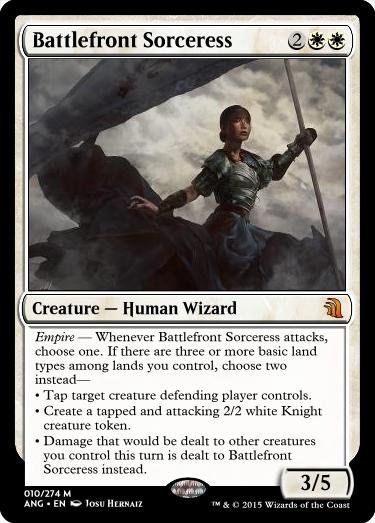 Battlefront Sorceress 2
Creature — Human Wizard
Empire — Whenever Battlefront Sorceress attacks,
choose one. If there are three or more basic land
types among lands you control, choose two
instead—
• Tap target creature defending player controls.
• Create a tapped and attacking 2/2 white Knight
creature token.
• Damage that would be dealt to other creatures
you control this turn is dealt to Battlefront
Sorceress instead.
3/5
010/274 M
ANG • EN Josu Hernaiz
™ & © 2015 Wizards of the Coast